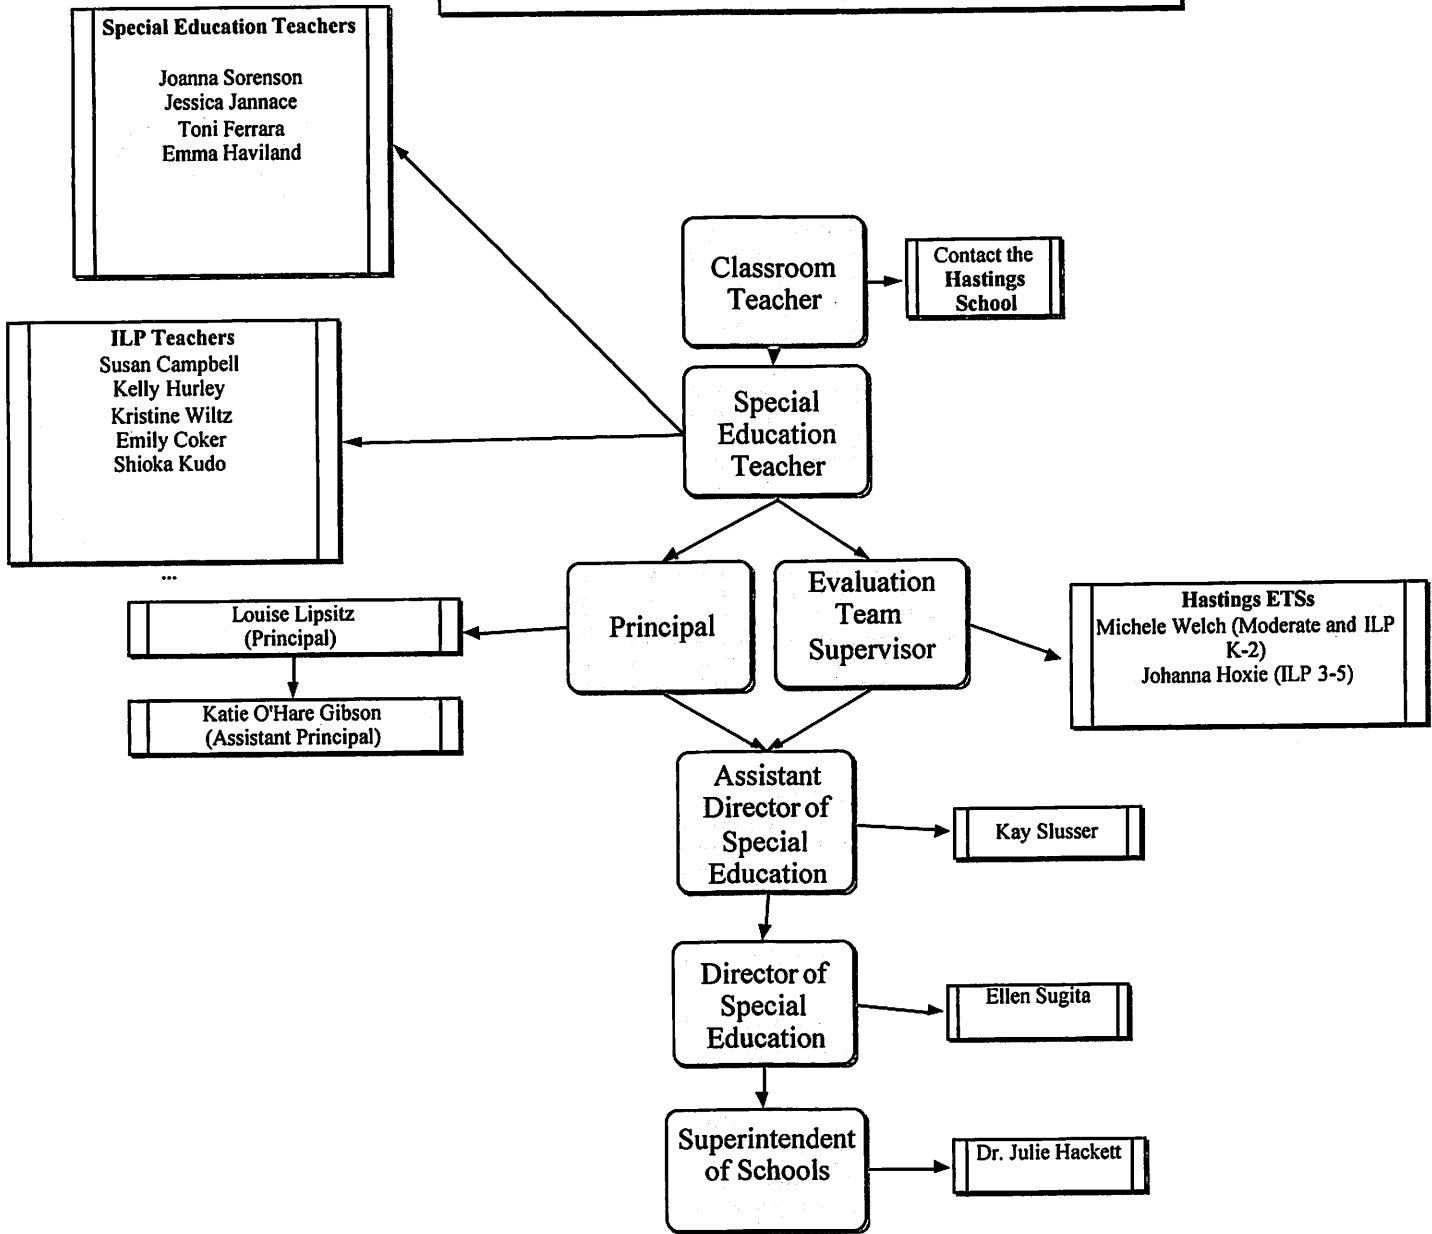 Special Education Teachers
Joanna Sorenson
Jessica Jannace
Toni Ferrara
Emma Haviland
Classroom
Teacher
Contact the
Hastings
School
ILP Teachers
Susan Campbell
Kelly Hurley
Kristine Wiltz
Emily Coker
Shioka Kudo
...
Special
Education
Teacher
Louise Lipsitz
(Principal)
Katie O'Hare Gibson
(Assistant Principal)
Principal
Evaluation
Team
Supervisor
Hastings ETSs
Michele Welch (Moderate and ILP
K-2)
Johanna Hoxie (ILP 3-5)
Assistant
Director of
Special
Education
Kay Slusser
Director of
Special
Education
Ellen Sugita
Superintendent
of Schools
Dr. Julie Hackett